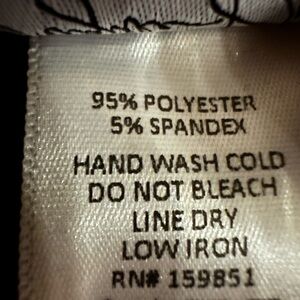 95% POLYESTER
5% SPANDEX
HAND WASH COLD
DO NOT BLEACH
LINE DRY
LOW IRON
RN# 159851